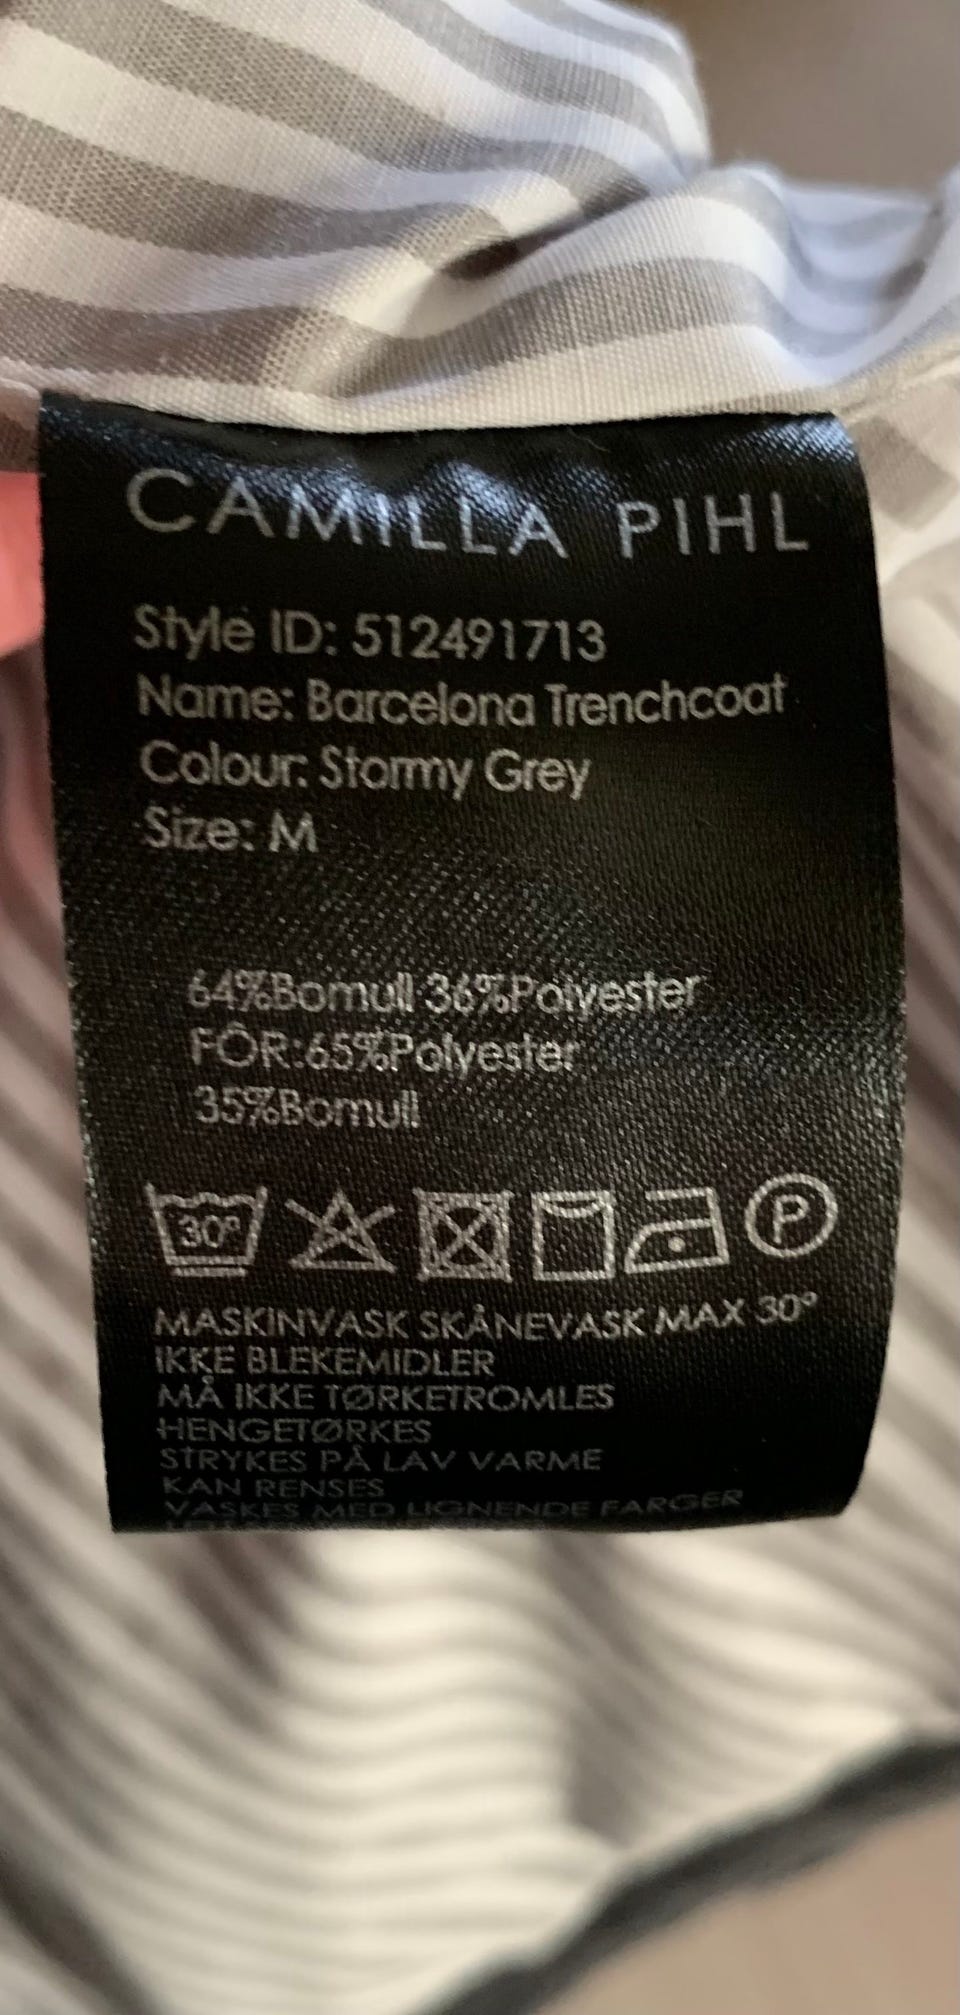 CAMILLA PIHL
Style ID: 512491713
Name: Barcelona Trenchcoat
Colour: Stormy Grey
Size: M
64%Bomull 36%Polyester
FÔR:65%Polyester
35%Bomull
30° P
MASKINVASK SKÅNEVASK MAX 30°
IKKE BLEKEMIDLER
MÅ IKKE TØRKETROMLES
HENGETØRKES
STRYKES PÅ LAV VARME
KAN RENSES
VASKES MED LIGNENDE FARGER